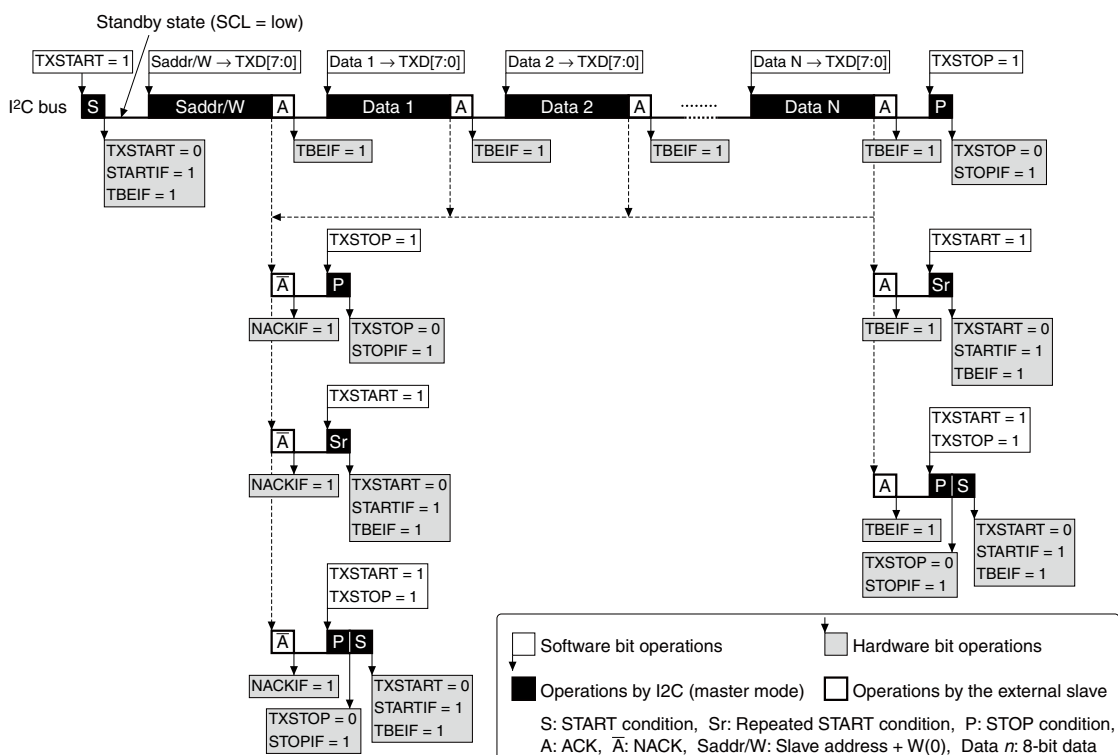 Standby state (SCL = low)
TXSTART = 1
Saddr/W → TXD[7:0]
Data 1 → TXD[7:0]
Data 2 → TXD[7:0]
Data N → TXD[7:0]
TXSTOP = 1
I²C bus
S
Saddr/W
A
Data 1
A
Data 2
A
........
Data N
A
P
TXSTART = 0
STARTIF = 1
TBEIF = 1
TBEIF = 1
TBEIF = 1
TBEIF = 1
TBEIF = 1
TXSTOP = 0
STOPIF = 1
TXSTOP = 1
A̅
P
NACKIF = 1
TXSTOP = 0
STOPIF = 1
TXSTART = 1
A
Sr
TBEIF = 1
TXSTART = 0
STARTIF = 1
TBEIF = 1
TXSTART = 1
A̅
Sr
NACKIF = 1
TXSTART = 0
STARTIF = 1
TBEIF = 1
TXSTART = 1
TXSTOP = 1
A
P
S
TBEIF = 1
TXSTOP = 0
STOPIF = 1
TXSTART = 0
STARTIF = 1
TBEIF = 1
TXSTART = 1
TXSTOP = 1
A̅
P
S
NACKIF = 1
TXSTOP = 0
STOPIF = 1
TXSTART = 0
STARTIF = 1
TBEIF = 1
Software bit operations
Hardware bit operations
Operations by I2C (master mode)
Operations by the external slave
S: START condition, Sr: Repeated START condition, P: STOP condition,
A: ACK, A̅: NACK, Saddr/W: Slave address + W(0), Data n: 8-bit data